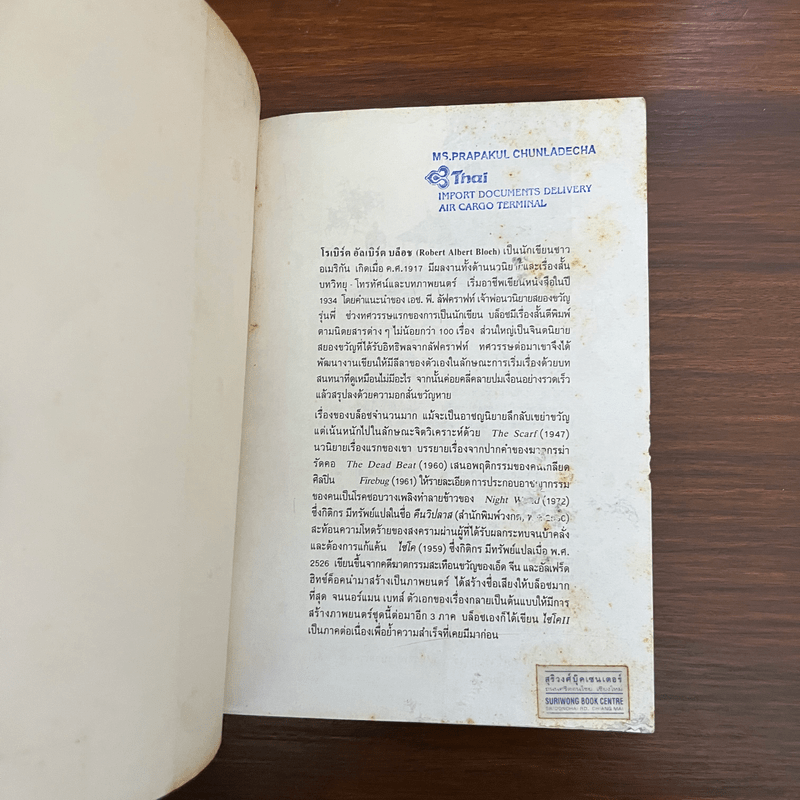 MS.PRAPAKUL CHUNLADECHA
Thai
IMPORT DOCUMENTS DELIVERY
AIR CARGO TERMINAL
โรเบิร์ต อัลเบิร์ต บล็อช (Robert Albert Bloch) เป็นนักเขียนชาว
อเมริกัน เกิดเมื่อ ค.ศ.1917 มีผลงานทั้งด้านนวนิยายและเรื่องสั้น
บทวิทยุ โทรทัศน์และบทภาพยนตร์ เริ่มอาชีพเขียนหนังสือในปี
1934 โดยคำแนะนำของ เอช. พี. ลัฟคราฟท์ เจ้าพ่อนวนิยายสยองขวัญ
รุ่นพี่ ช่วงทศวรรษแรกของการเป็นนักเขียน บล็อชมีเรื่องสั้นตีพิมพ์
ตามนิตยสารต่าง ๆ ไม่น้อยกว่า 100 เรื่อง ส่วนใหญ่เป็นจินตนิยาย
สยองขวัญที่ได้รับอิทธิพลจากลัฟคราฟท์ ทศวรรษต่อมาเขาจึงได้
พัฒนางานเขียนให้มีลีลาของตัวเองในลักษณะการเริ่มเรื่องด้วยบท
สนทนาที่ดูเหมือนไม่มีอะไร จากนั้นค่อยคลี่คลายปมเงื่อนอย่างรวดเร็ว
แล้วสรุปลงด้วยความอกสั่นขวัญหาย
เรื่องของบล็อชจำนวนมาก แม้จะเป็นอาชญนิยายลึกลับเขย่าขวัญ
แต่เน้นหนักไปในลักษณะจิตวิเคราะห์ด้วย The Scarf (1947)
นวนิยายเรื่องแรกของเขา บรรยายเรื่องจากปากคำของฆาตกรฆ่า
รัดคอ The Dead Beat (1960) เสนอพฤติกรรมของคนเกลียด
ศิลปิน Firebug (1961) ให้รายละเอียดการประกอบอาชญากรรม
ของคนเป็นโรคชอบวางเพลิงทำลายข้าวของ Night World (1972)
ซึ่งกิติกร มีทรัพย์แปลในชื่อ คืนวิปลาส (สำนักพิมพ์วงกต,
สะท้อนความโหดร้ายของสงครามผ่านผู้ที่ได้รับผลกระทบจนบ้าคลั่ง
และต้องการแก้แค้น ไซโค (1959) ซึ่งกิติกร มีทรัพย์แปลเมื่อ พ.ศ.
2526 เขียนขึ้นจากคดีฆาตกรรมสะเทือนขวัญของเอ็ด จีน และอัลเฟร็ด
ฮิทช์ค็อคนำมาสร้างเป็นภาพยนตร์ ได้สร้างชื่อเสียงให้บล็อชมาก
ที่สุด จนนอร์แมน เบทส์ ตัวเอกของเรื่องกลายเป็นต้นแบบให้มีการ
สร้างภาพยนตร์ชุดนี้ต่อมาอีก 3 ภาค บล็อชเองก็ได้เขียน ไซโค II
เป็นภาคต่อเนื่องเพื่อย้ำความสำเร็จที่เคยมีมาก่อน
สุริวงศ์บุ๊คเซนเตอร์
ถนนศรีดอนไชย เชียงใหม่
SURIWONG BOOK CENTRE
SRIDONCHAI RD. CHIANG MAI